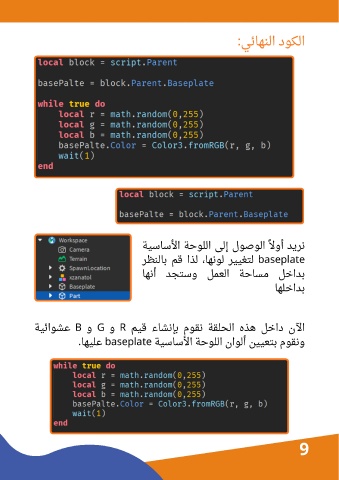 الكود النهائي:
local block = script.Parent
basePalte = block.Parent.Baseplate
while true do
local r = math.random(0,255)
local g = math.random(0,255)
local b = math.random(0,255)
basePalte.Color = Color3.fromRGB(r, g, b)
wait(1)
end
local block = script.Parent
basePalte = block.Parent.Baseplate
Workspace
Camera
Terrain
SpawnLocation
xzanatol
Baseplate
Part
نريد أولاً الوصول إلى اللوحة الأساسية
baseplate لتغيير لونها، لذا قم بالنظر
بداخل مساحة العمل وستجد أنها
بداخلها
الآن داخل هذه الحلقة نقوم بإنشاء قيم R و G و B عشوائية
ونقوم بتعيين ألوان اللوحة الأساسية baseplate عليها.
while true do
local r = math.random(0,255)
local g = math.random(0,255)
local b = math.random(0,255)
basePalte.Color = Color3.fromRGB(r, g, b)
wait(1)
end
9